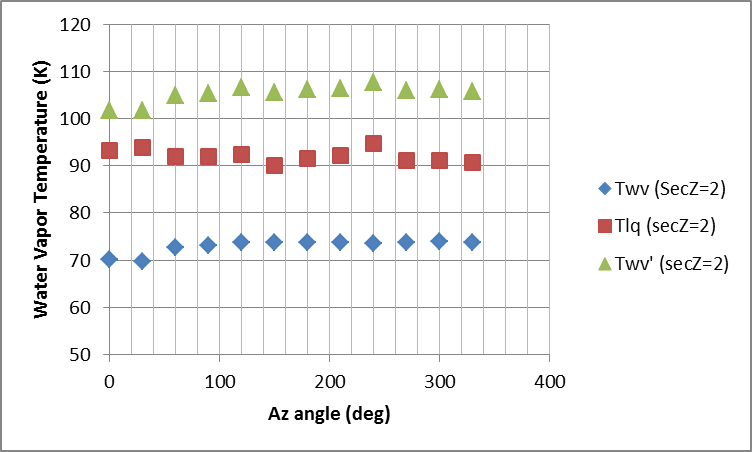 120
110
100
90
80
70
60
50
Water Vapor Temperature (K)
0 100 200 300 400
Az angle (deg)
Twv (SecZ=2)
Tlq (secZ=2)
Twv' (secZ=2)